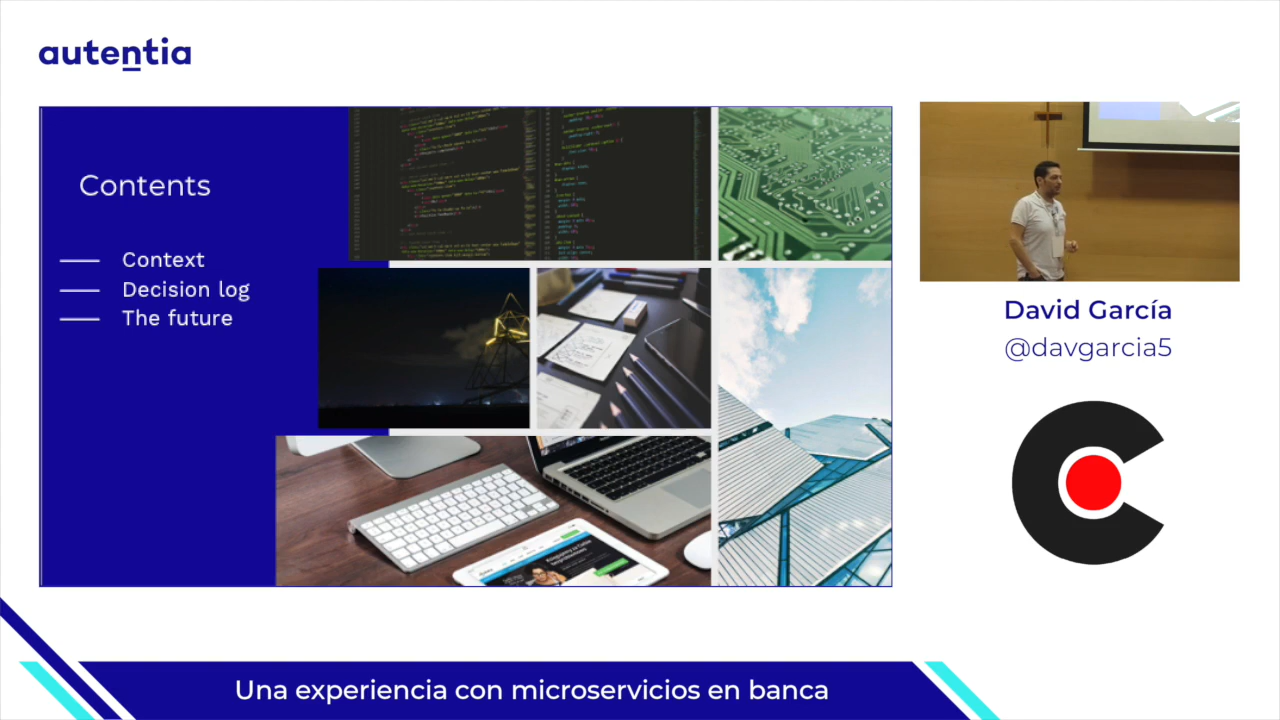 autentia
Contents
Context
Decision log
The future
David García
@davgarcia5
Una experiencia con microservicios en banca